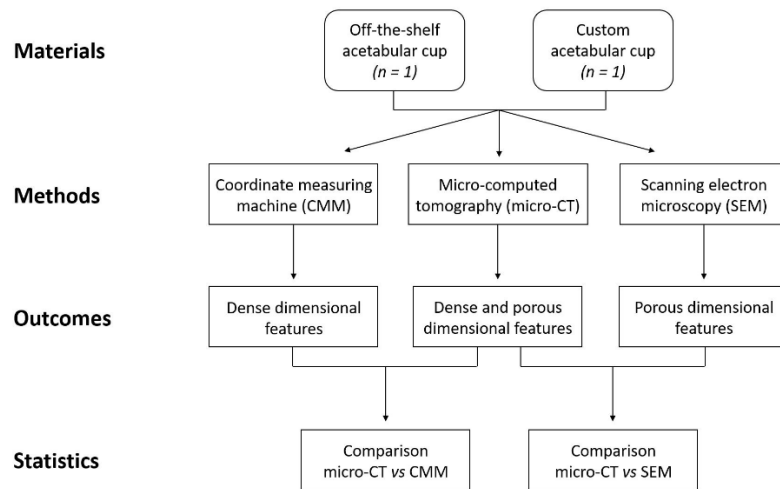 Materials
Off-the-shelf
acetabular cup
(n = 1)
Custom
acetabular cup
(n = 1)
Methods
Coordinate measuring
machine (CMM)
Micro-computed
tomography (micro-CT)
Scanning electron
microscopy (SEM)
Outcomes
Dense dimensional
features
Dense and porous
dimensional features
Porous dimensional
features
Statistics
Comparison
micro-CT vs CMM
Comparison
micro-CT vs SEM